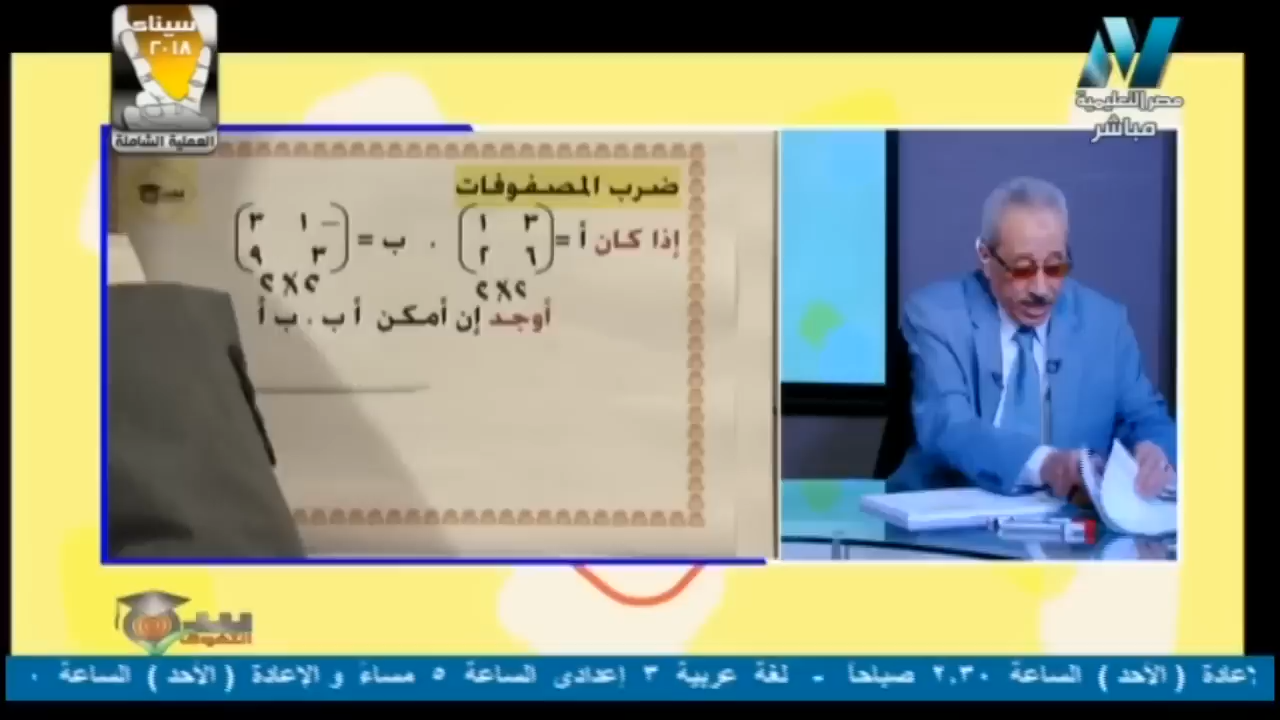 سيناء
٢٠١٨
العملية الشاملة
مصر التعليمية
مباشر
ضرب المصفوفات
إذا كان أ = (٣ ١ ، ب = (-١ ٣
٦ ٢) ٣ ٩)
٢×٢ ٢×٢
أوجد إن أمكن أ ب ، ب أ
لإعادة ( الأحد ) الساعة ٢,٣٠ صباحاً - لغة عربية ٣ إعدادى الساعة ٥ مساءً و الإعادة ( الأحد ) الساعة